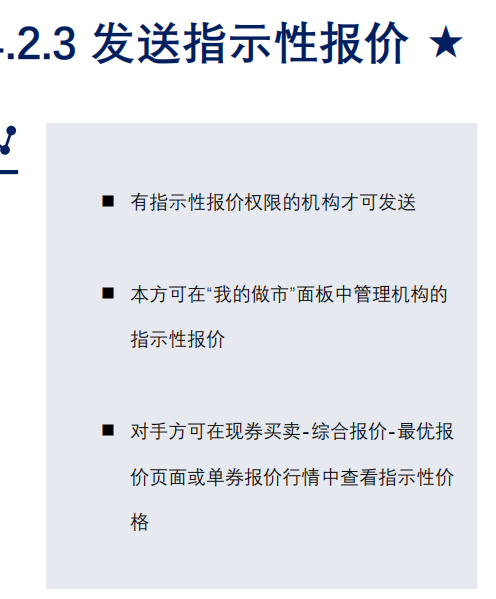 .2.3 发送指示性报价 ★
■ 有指示性报价权限的机构才可发送
■ 本方可在“我的做市”面板中管理机构的
指示性报价
■ 对手方可在现券买卖-综合报价-最优报
价页面或单券报价行情中查看指示性价
格